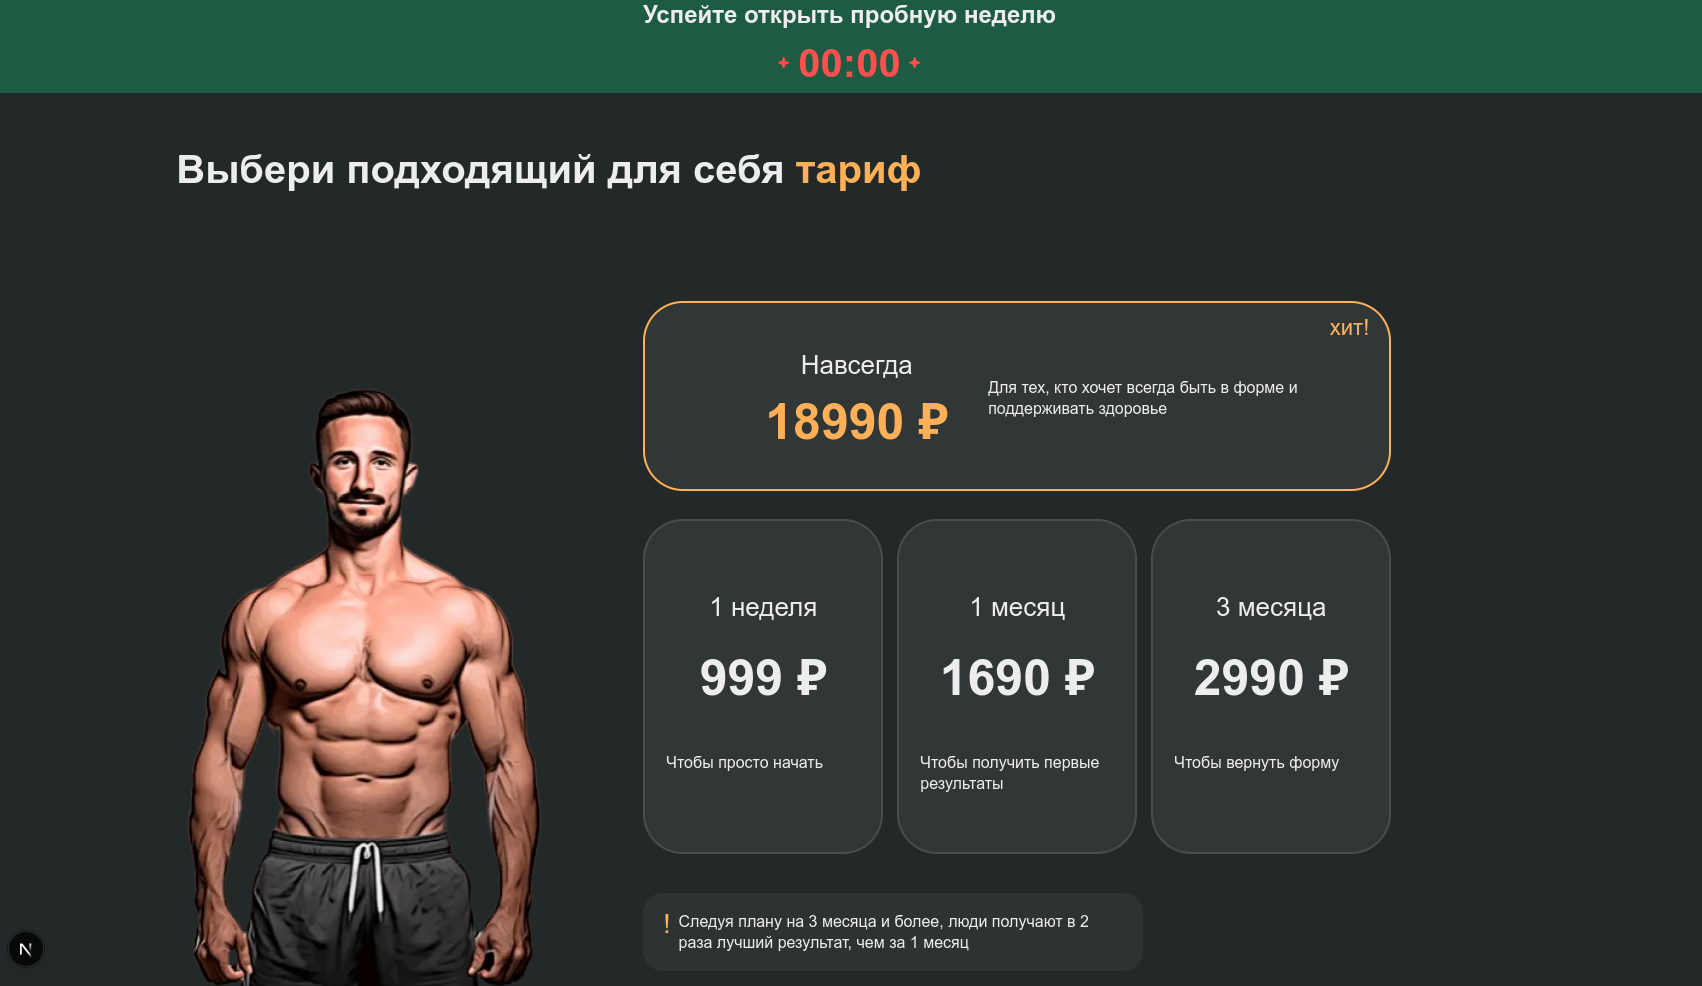 Успейте открыть пробную неделю
00:00
Выбери подходящий для себя тариф
хит!
Навсегда
18990 ₽
Для тех, кто хочет всегда быть в форме и
поддерживать здоровье
1 неделя
999 ₽
Чтобы просто начать
1 месяц
1690 ₽
Чтобы получить первые
результаты
3 месяца
2990 ₽
Чтобы вернуть форму
! Следуя плану на 3 месяца и более, люди получают в 2
раза лучший результат, чем за 1 месяц
N